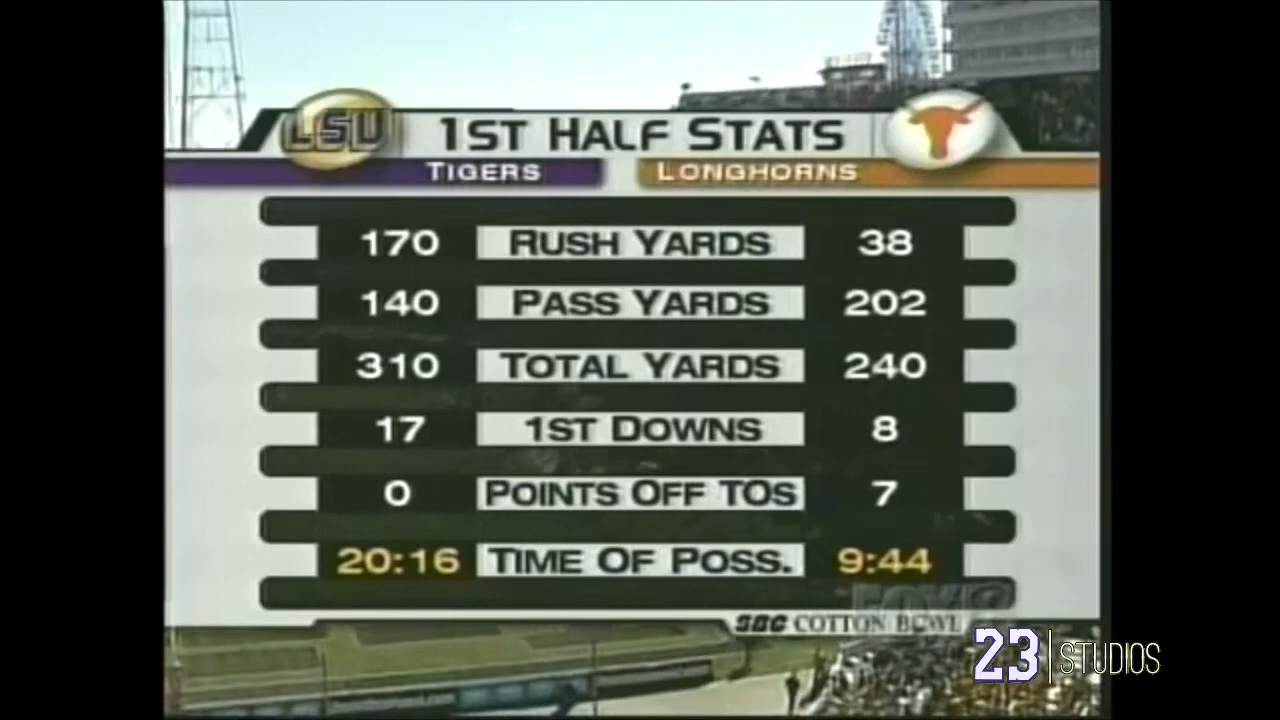 LSU 1ST HALF STATS
TIGERS LONGHORNS
170 RUSH YARDS 38
140 PASS YARDS 202
310 TOTAL YARDS 240
17 1ST DOWNS 8
0 POINTS OFF TOS 7
20:16 TIME OF POSS. 9:44
FOX
SBC COTTON BOWL
23 | STUDIOS